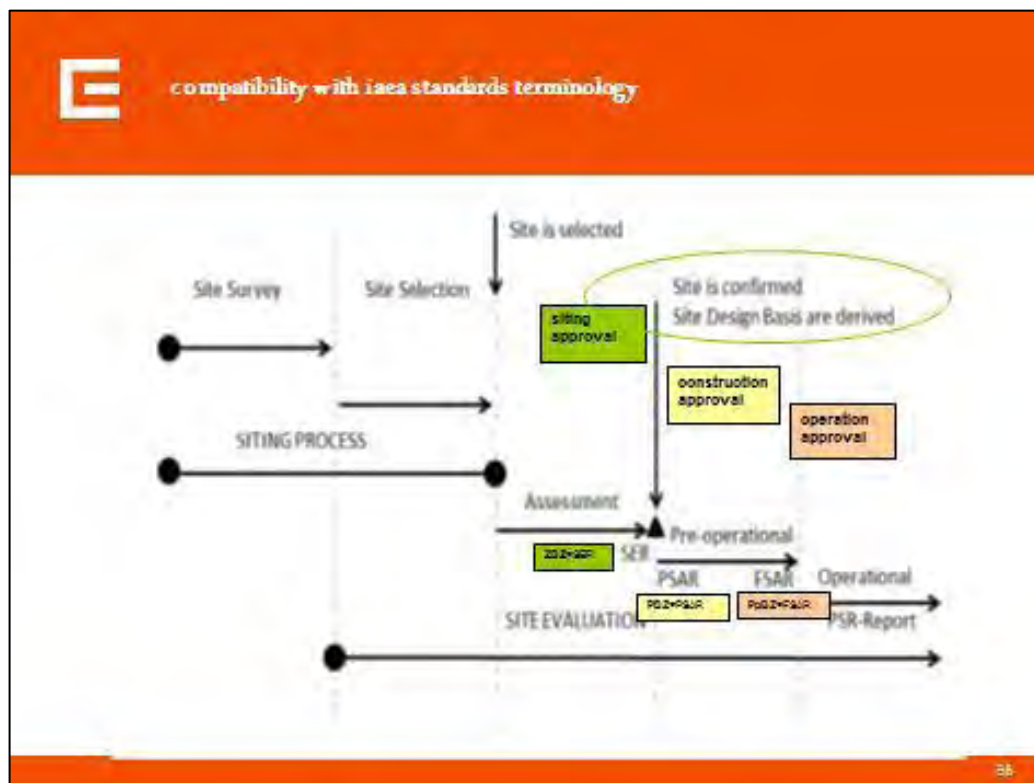 compatibility with iaea standards terminology
Site is selected
Site Survey
Site Selection
Site is confirmed
Site Design Basis are derived
siting
approval
construction
approval
operation
approval
SITING PROCESS
Assessment
SER
Pre-operational
PSAR
FSAR
Operational
SITE EVALUATION
PSR-Report